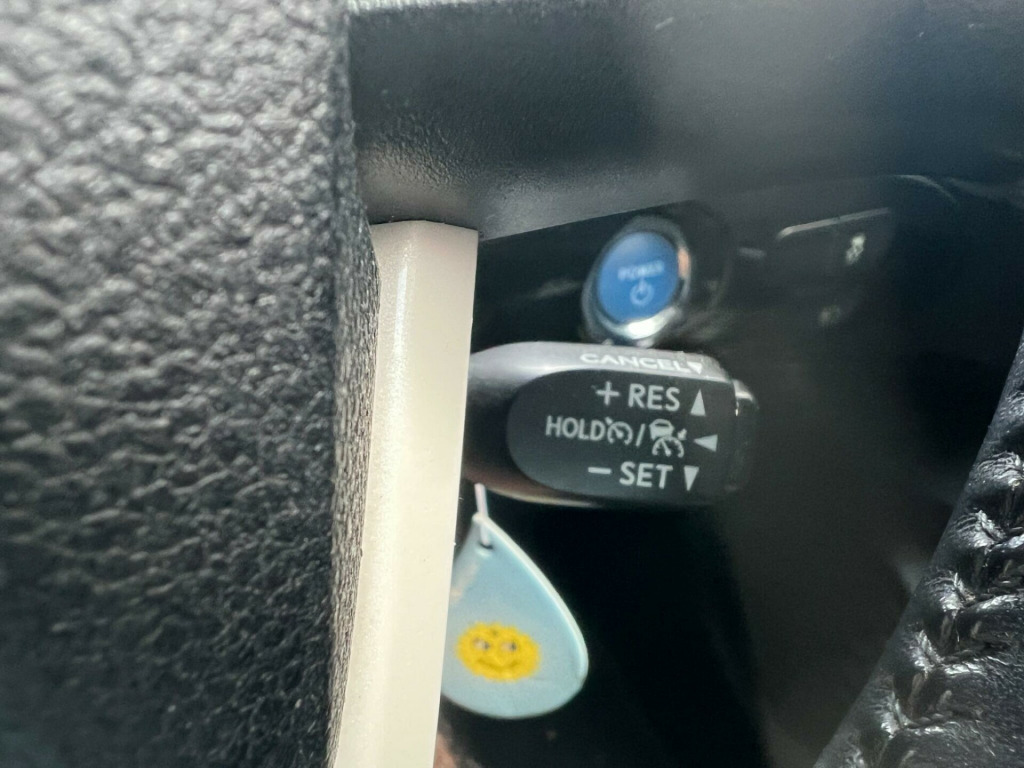 POWER
CANCEL▼
+ RES ▲
HOLD / ◄
− SET ▼